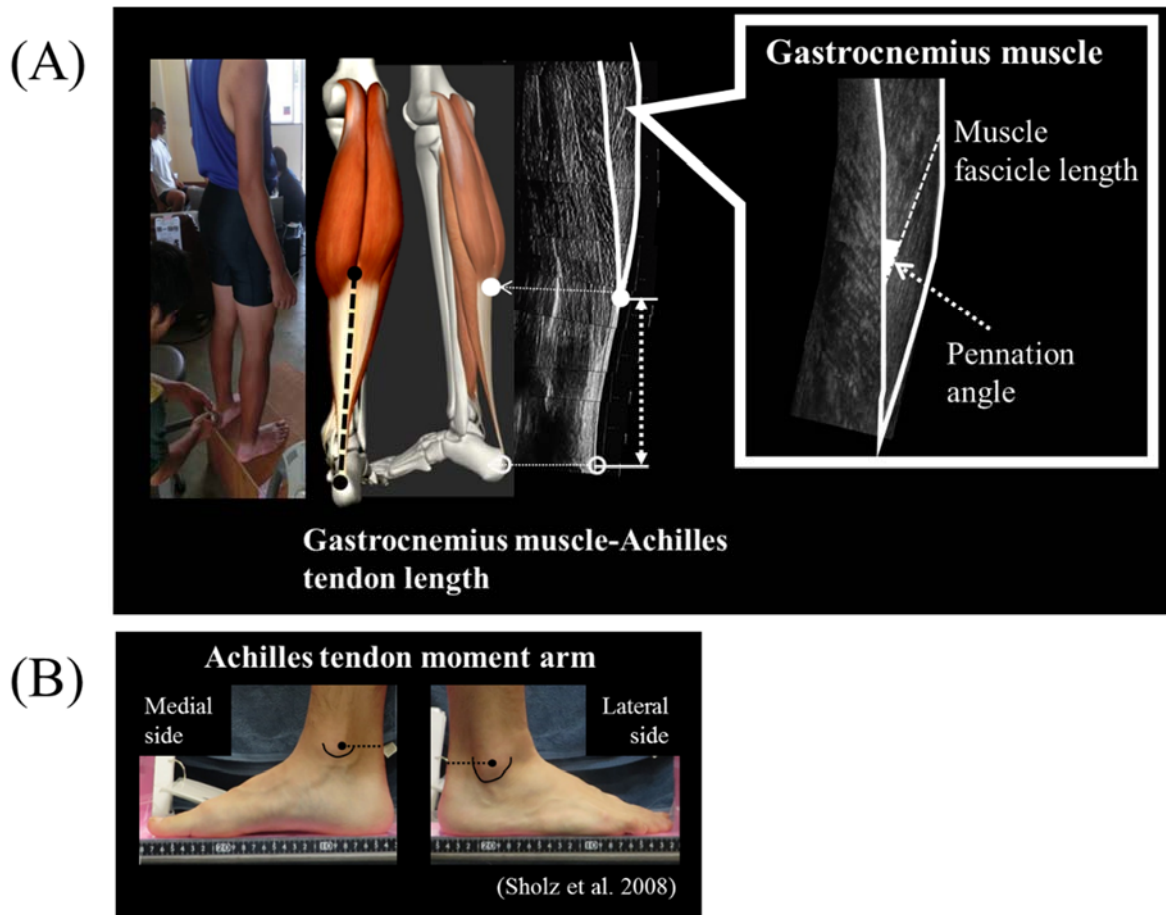 (A)
Gastrocnemius muscle
Muscle
fascicle length
Pennation
angle
Gastrocnemius muscle-Achilles
tendon length
(B)
Achilles tendon moment arm
Medial
side
Lateral
side
(Sholz et al. 2008)